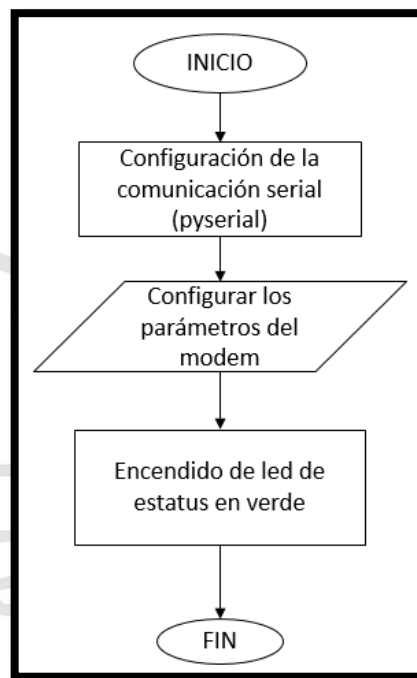 INICIO
Configuración de la
comunicación serial
(pyserial)
Configurar los
parámetros del
modem
Encendido de led de
estatus en verde
FIN